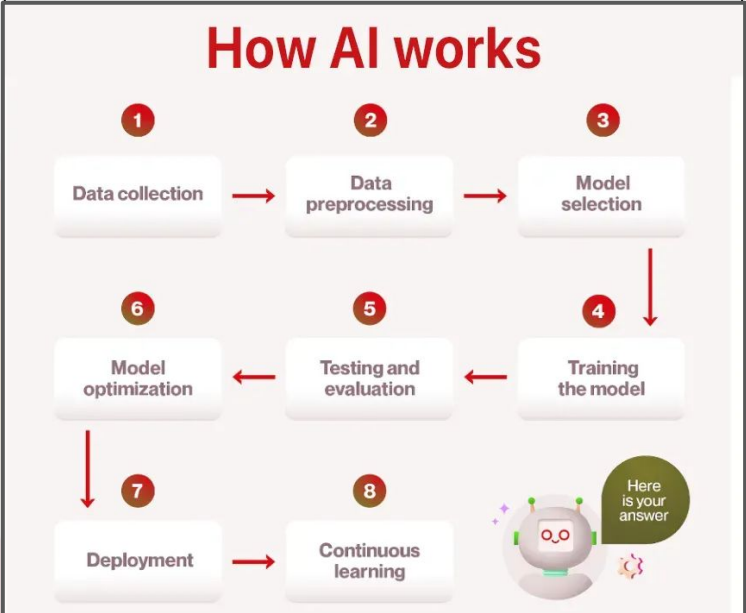 How AI works
1
2
3
Data collection
Data
preprocessing
Model
selection
6
5
4
Model
optimization
Testing and
evaluation
Training
the model
7
8
Deployment
Continuous
learning
Here
is your
answer